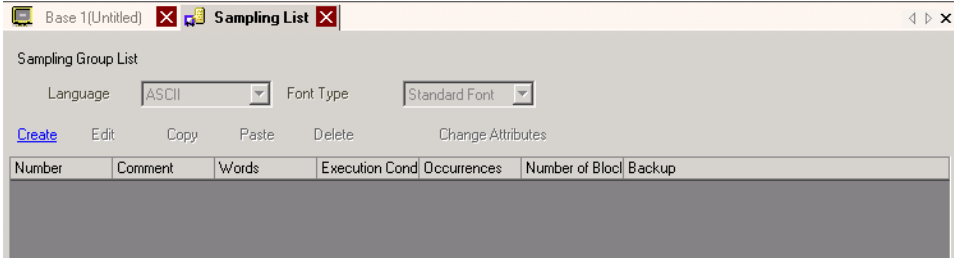 Base 1(Untitled) Sampling List
Sampling Group List
Language ASCII Font Type Standard Font
Create Edit Copy Paste Delete Change Attributes
Number Comment Words Execution Cond Occurrences Number of Blocl Backup